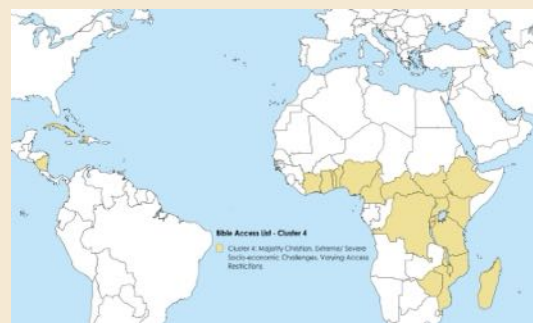 Bible Access List - Cluster 4
Cluster 4: Majority Christian, Extreme/ Severe
Socio-economic Challenges, Varying Access
Restrictions